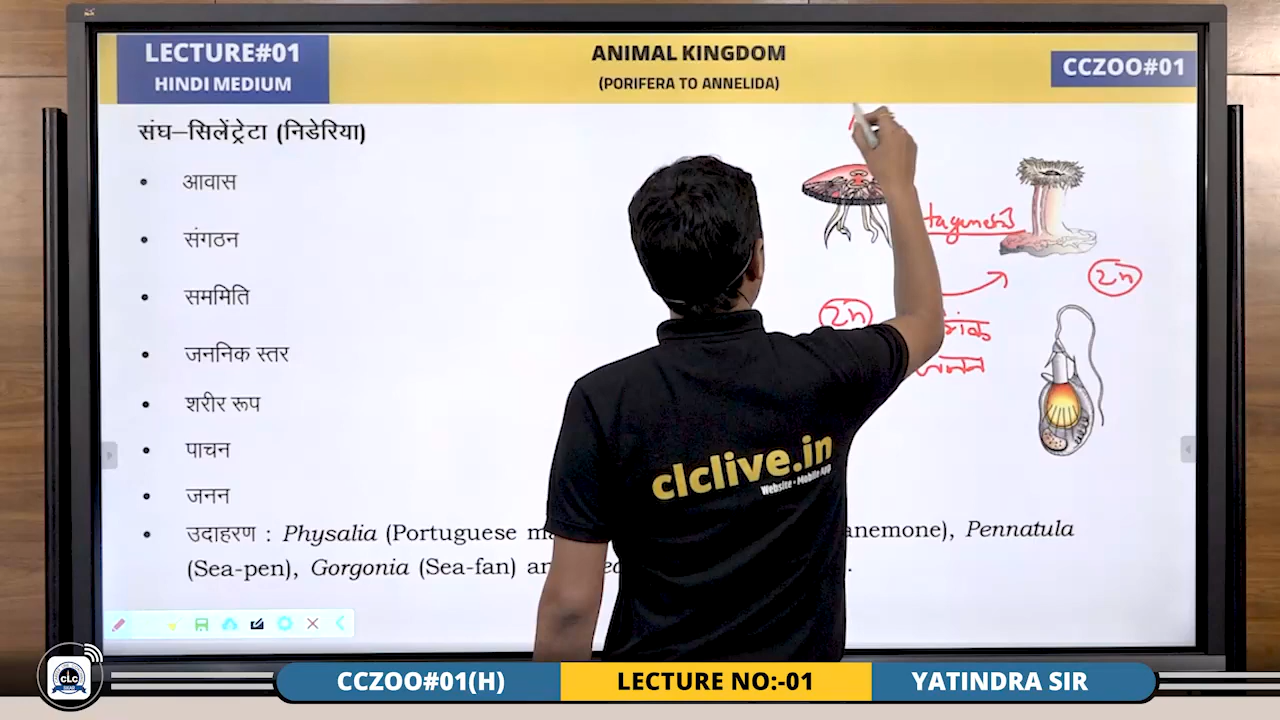 LECTURE#01
HINDI MEDIUM
ANIMAL KINGDOM
(PORIFERA TO ANNELIDA)
CCZOO#01
संघ–सिलेंट्रेटा (निडेरिया)
• आवास
• संगठन
• सममिति
• जननिक स्तर
• शरीर रूप
• पाचन
• जनन
• उदाहरण : Physalia (Portuguese anemone), Pennatula
(Sea-pen), Gorgonia (Sea-fan)
2n
2n
clclive.in
Website • Mobile App
CLC
SIKAR
CCZOO#01(H)
LECTURE NO:-01
YATINDRA SIR